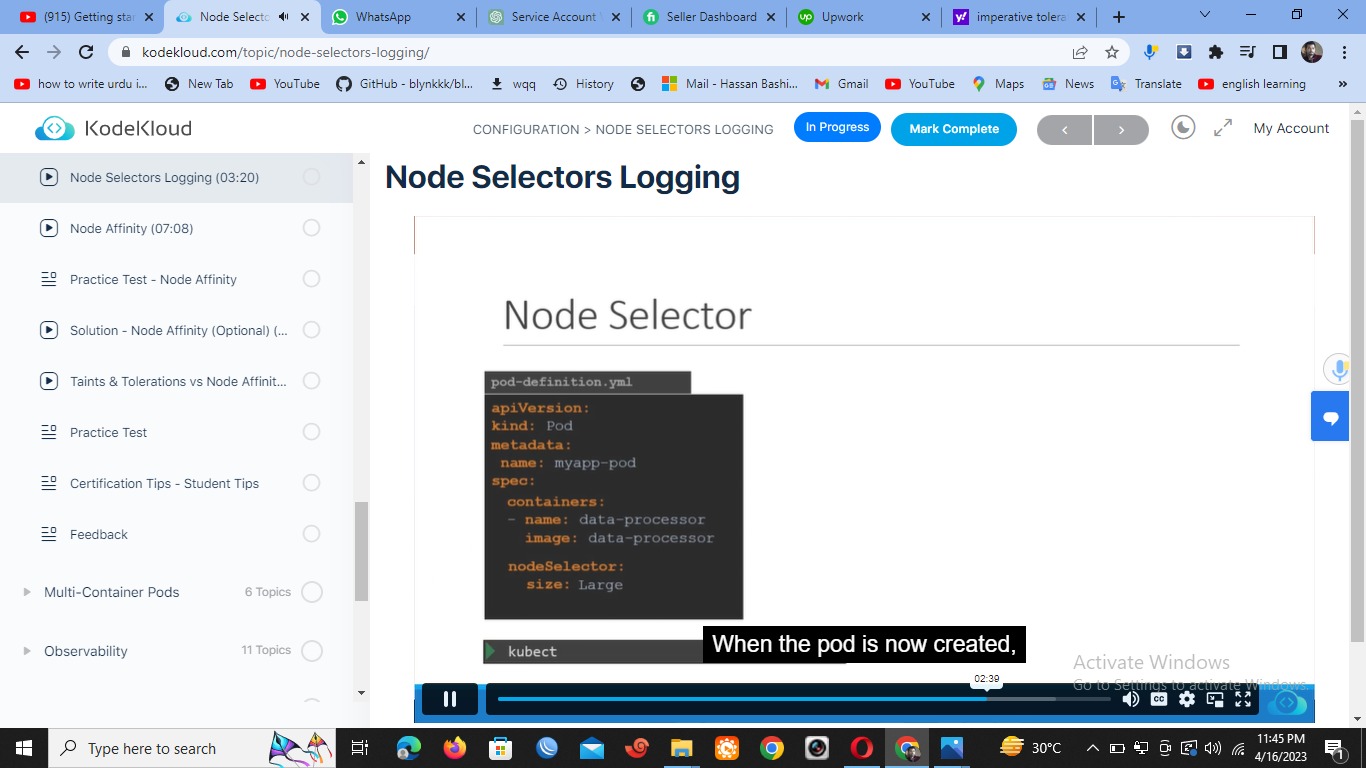 (915) Getting star
Node Selecto
WhatsApp
Service Account
Seller Dashboard
Upwork
imperative tolera
kodekloud.com/topic/node-selectors-logging/
how to write urdu i...
New Tab
YouTube
GitHub - blynkkk/bl...
wqq
History
Mail - Hassan Bashi...
Gmail
YouTube
Maps
News
Translate
english learning
»
KodeKloud
CONFIGURATION > NODE SELECTORS LOGGING
In Progress
Mark Complete
<
>
My Account
Node Selectors Logging (03:20)
Node Affinity (07:08)
Practice Test - Node Affinity
Solution - Node Affinity (Optional) (...
Taints & Tolerations vs Node Affinit...
Practice Test
Certification Tips - Student Tips
Feedback
Multi-Container Pods
6 Topics
Observability
11 Topics
Node Selectors Logging
Node Selector
pod-definition.yml
apiVersion:
kind: Pod
metadata:
name: myapp-pod
spec:
containers:
- name: data-processor
image: data-processor
nodeSelector:
size: Large
kubect
When the pod is now created,
02:39
CC
Activate Windows
Go to Settings to activate Windows.
Type here to search
30°C
11:45 PM
4/16/2023
1